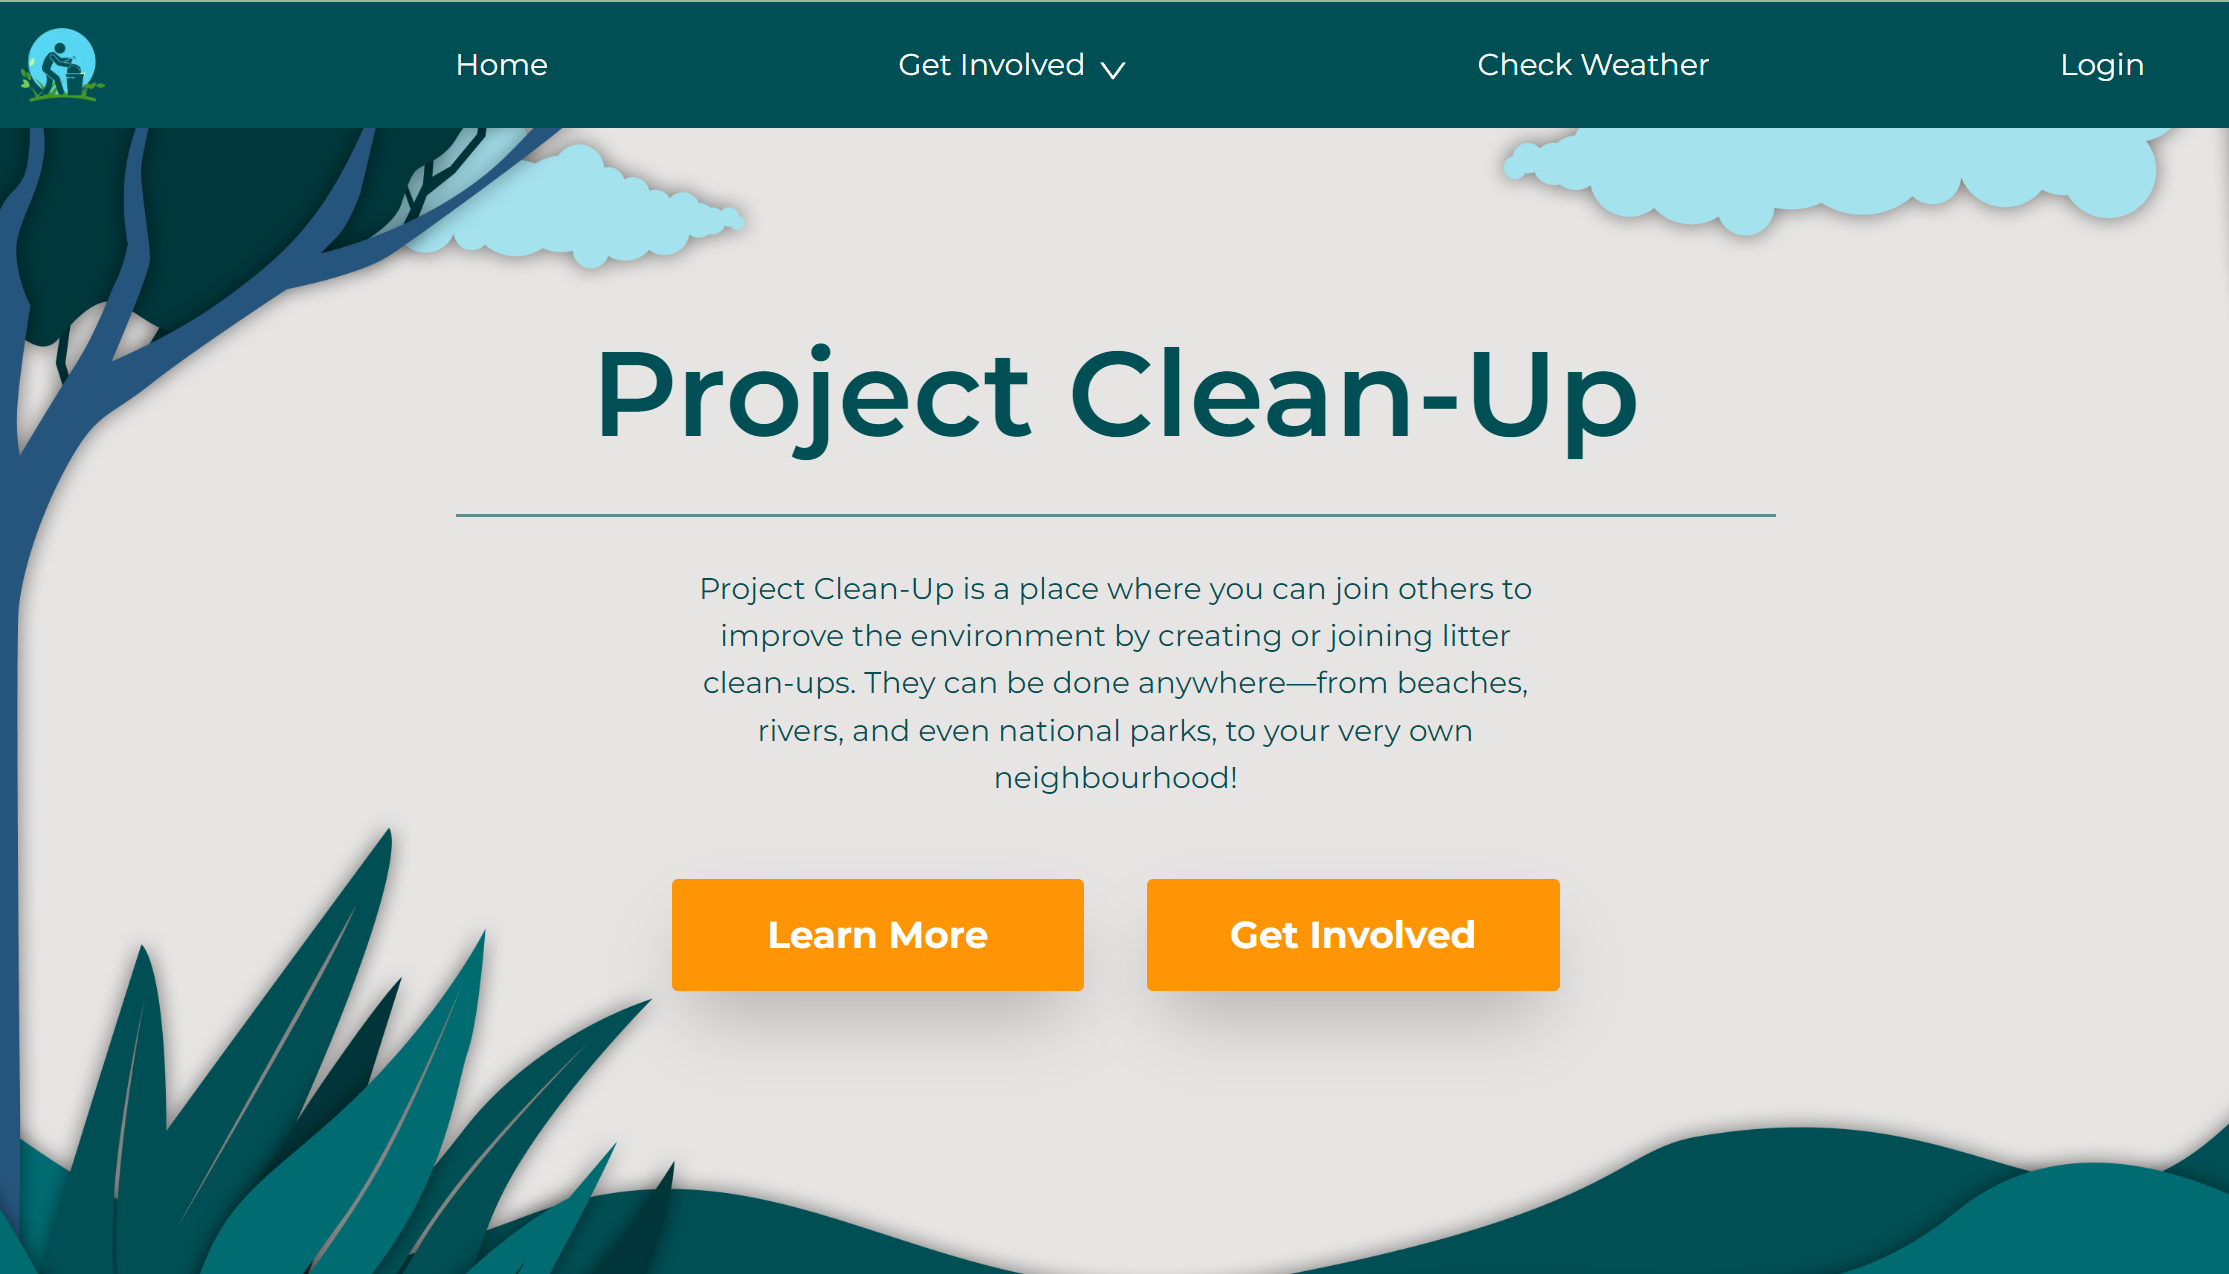 Home
Get Involved
Check Weather
Login
Project Clean-Up
Project Clean-Up is a place where you can join others to
improve the environment by creating or joining litter
clean-ups. They can be done anywhere—from beaches,
rivers, and even national parks, to your very own
neighbourhood!
Learn More
Get Involved